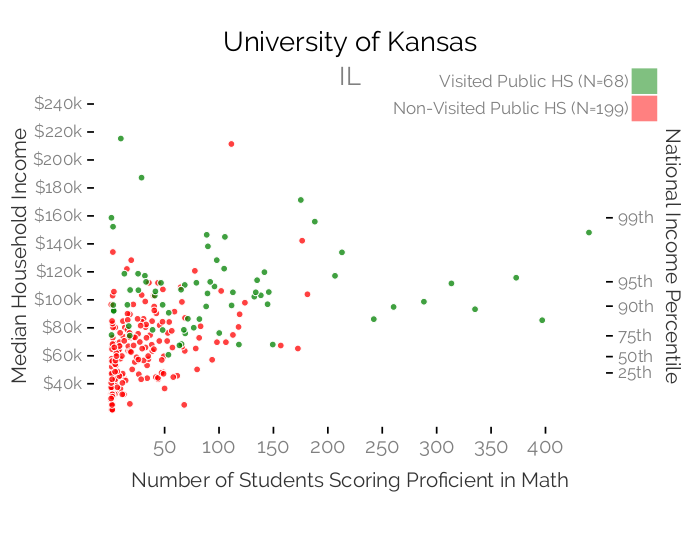 University of Kansas
IL
Visited Public HS (N=68)
Non-Visited Public HS (N=199)
Median Household Income
$240k
$220k
$200k
$180k
$160k
$140k
$120k
$100k
$80k
$60k
$40k
National Income Percentile
99th
95th
90th
75th
50th
25th
50 100 150 200 250 300 350 400
Number of Students Scoring Proficient in Math